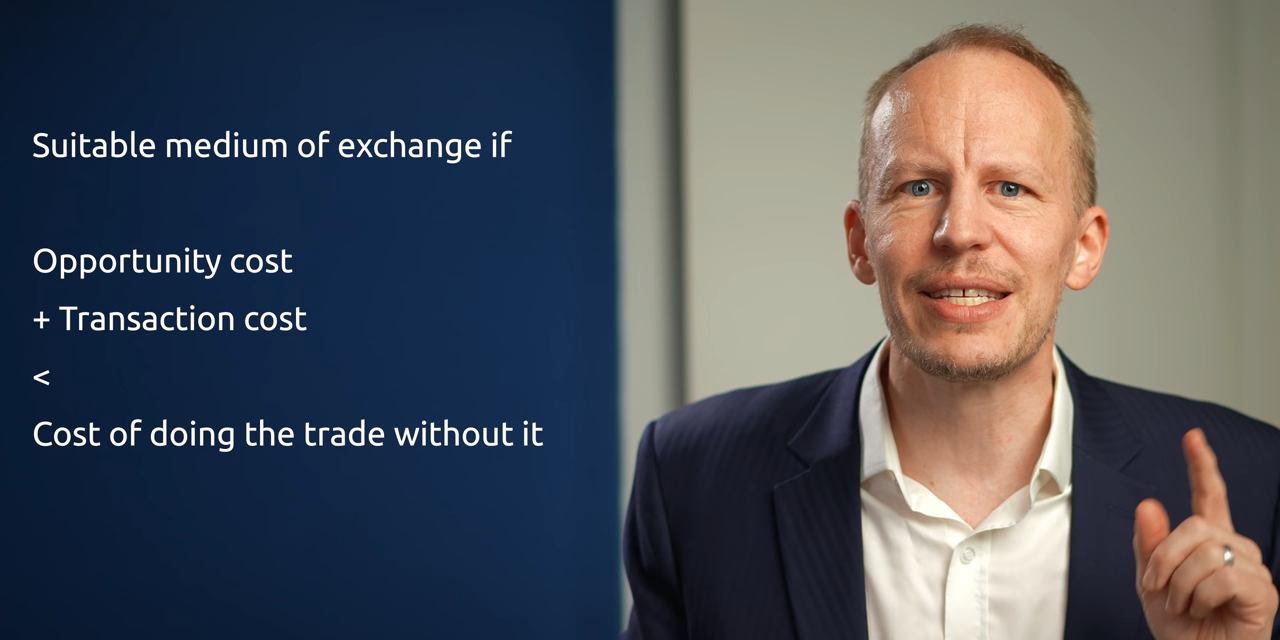 Suitable medium of exchange if
Opportunity cost
+ Transaction cost
<
Cost of doing the trade without it